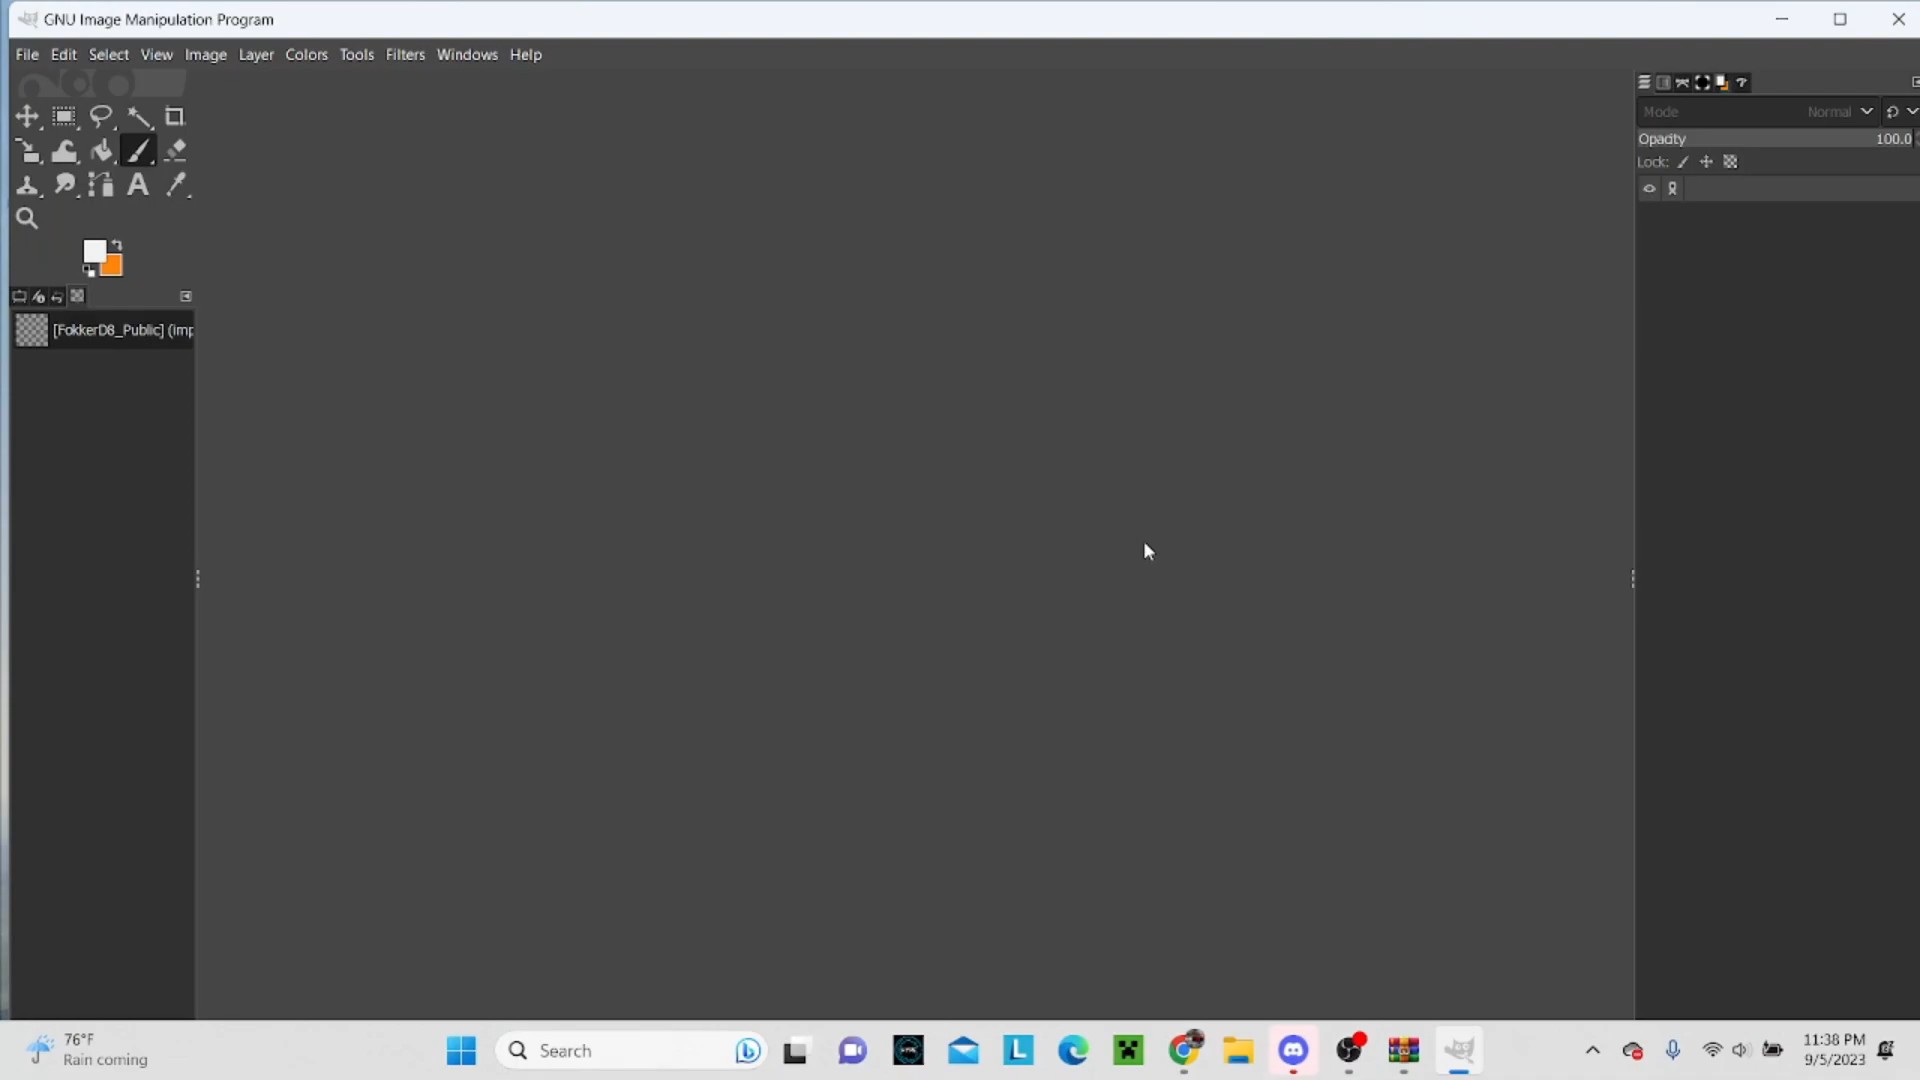 GNU Image Manipulation Program
File Edit Select View Image Layer Colors Tools Filters Windows Help
Mode Normal
Opacity 100.0
Lock:
[FokkerD8_Public] (imp
76°F
Rain coming
Search
11:38 PM
9/5/2023